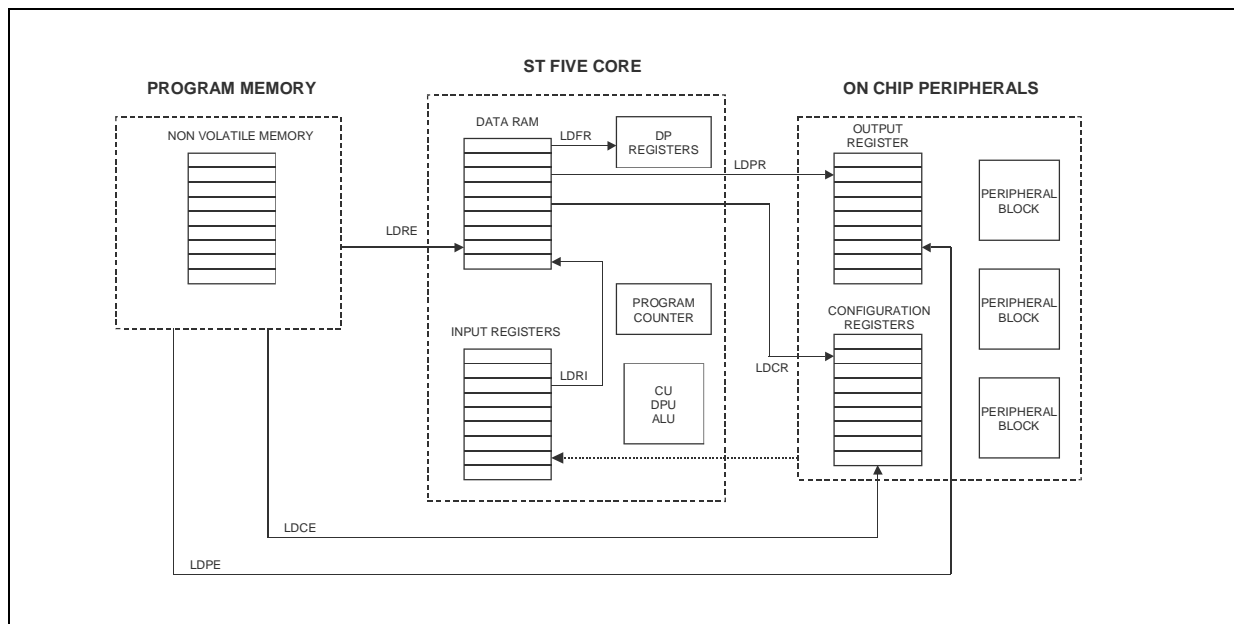 ST FIVE CORE
PROGRAM MEMORY
ON CHIP PERIPHERALS
NON VOLATILE MEMORY
DATA RAM
LDFR
DP
REGISTERS
OUTPUT
REGISTER
LDPR
PERIPHERAL
BLOCK
LDRE
PROGRAM
COUNTER
PERIPHERAL
BLOCK
CONFIGURATION
REGISTERS
INPUT REGISTERS
LDRI
LDCR
CU
DPU
ALU
PERIPHERAL
BLOCK
LDCE
LDPE